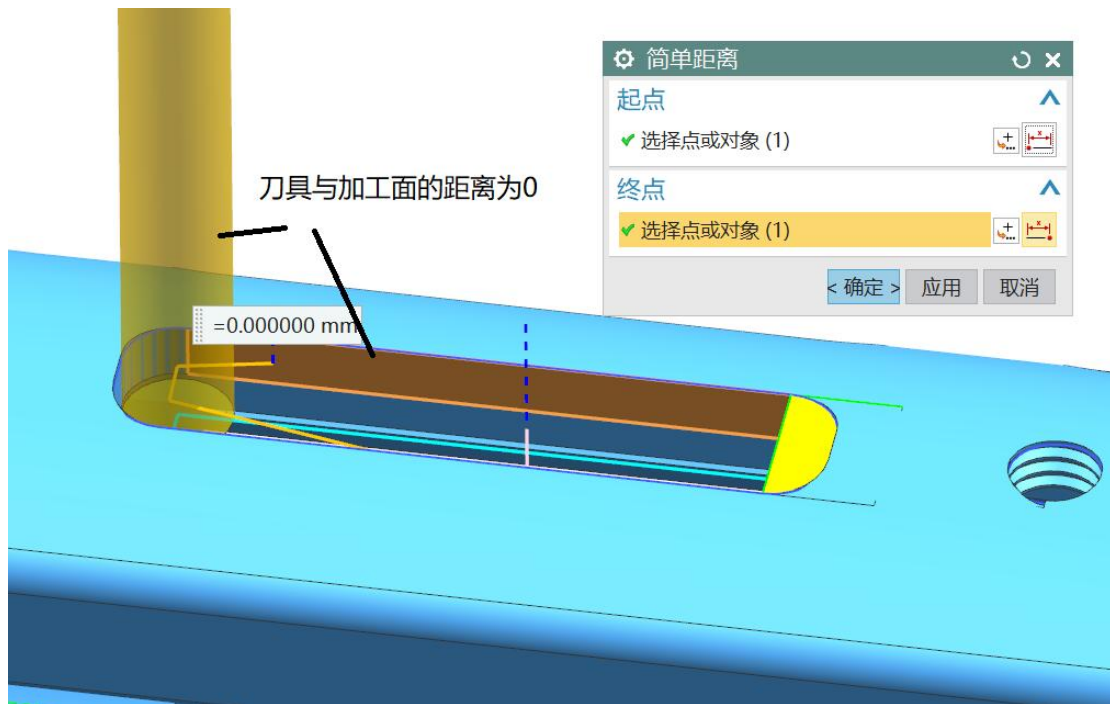 简单距离
起点
选择点或对象 (1)
终点
选择点或对象 (1)
< 确定 >
应用
取消
刀具与加工面的距离为0
=0.000000 mm